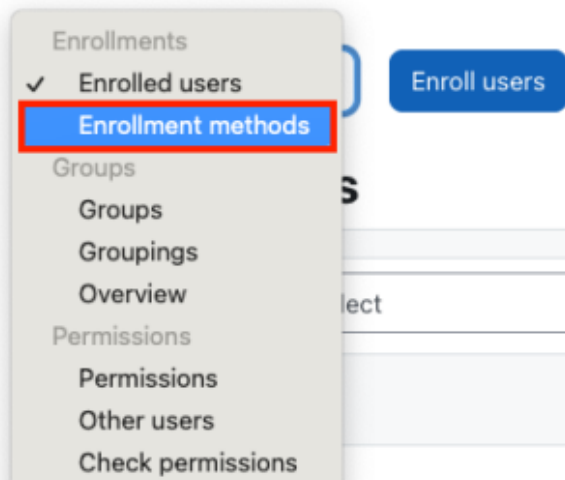 Enrollments
✓ Enrolled users
Enroll users
Enrollment methods
Groups
Groups
Groupings
Overview
lect
Permissions
Permissions
Other users
Check permissions